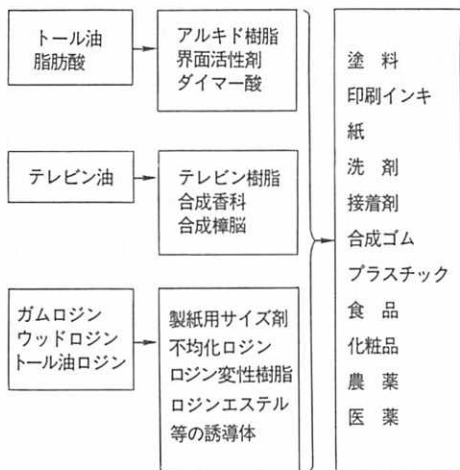 トール油
脂肪酸
アルキド樹脂
界面活性剤
ダイマー酸
テレビン油
テレビン樹脂
合成香科
合成樟脳
ガムロジン
ウッドロジン
トール油ロジン
製紙用サイズ剤
不均化ロジン
ロジン変性樹脂
ロジンエステル
等の誘導体
塗 料
印刷インキ
紙
洗 剤
接着剤
合成ゴム
プラスチック
食 品
化粧品
農 薬
医 薬